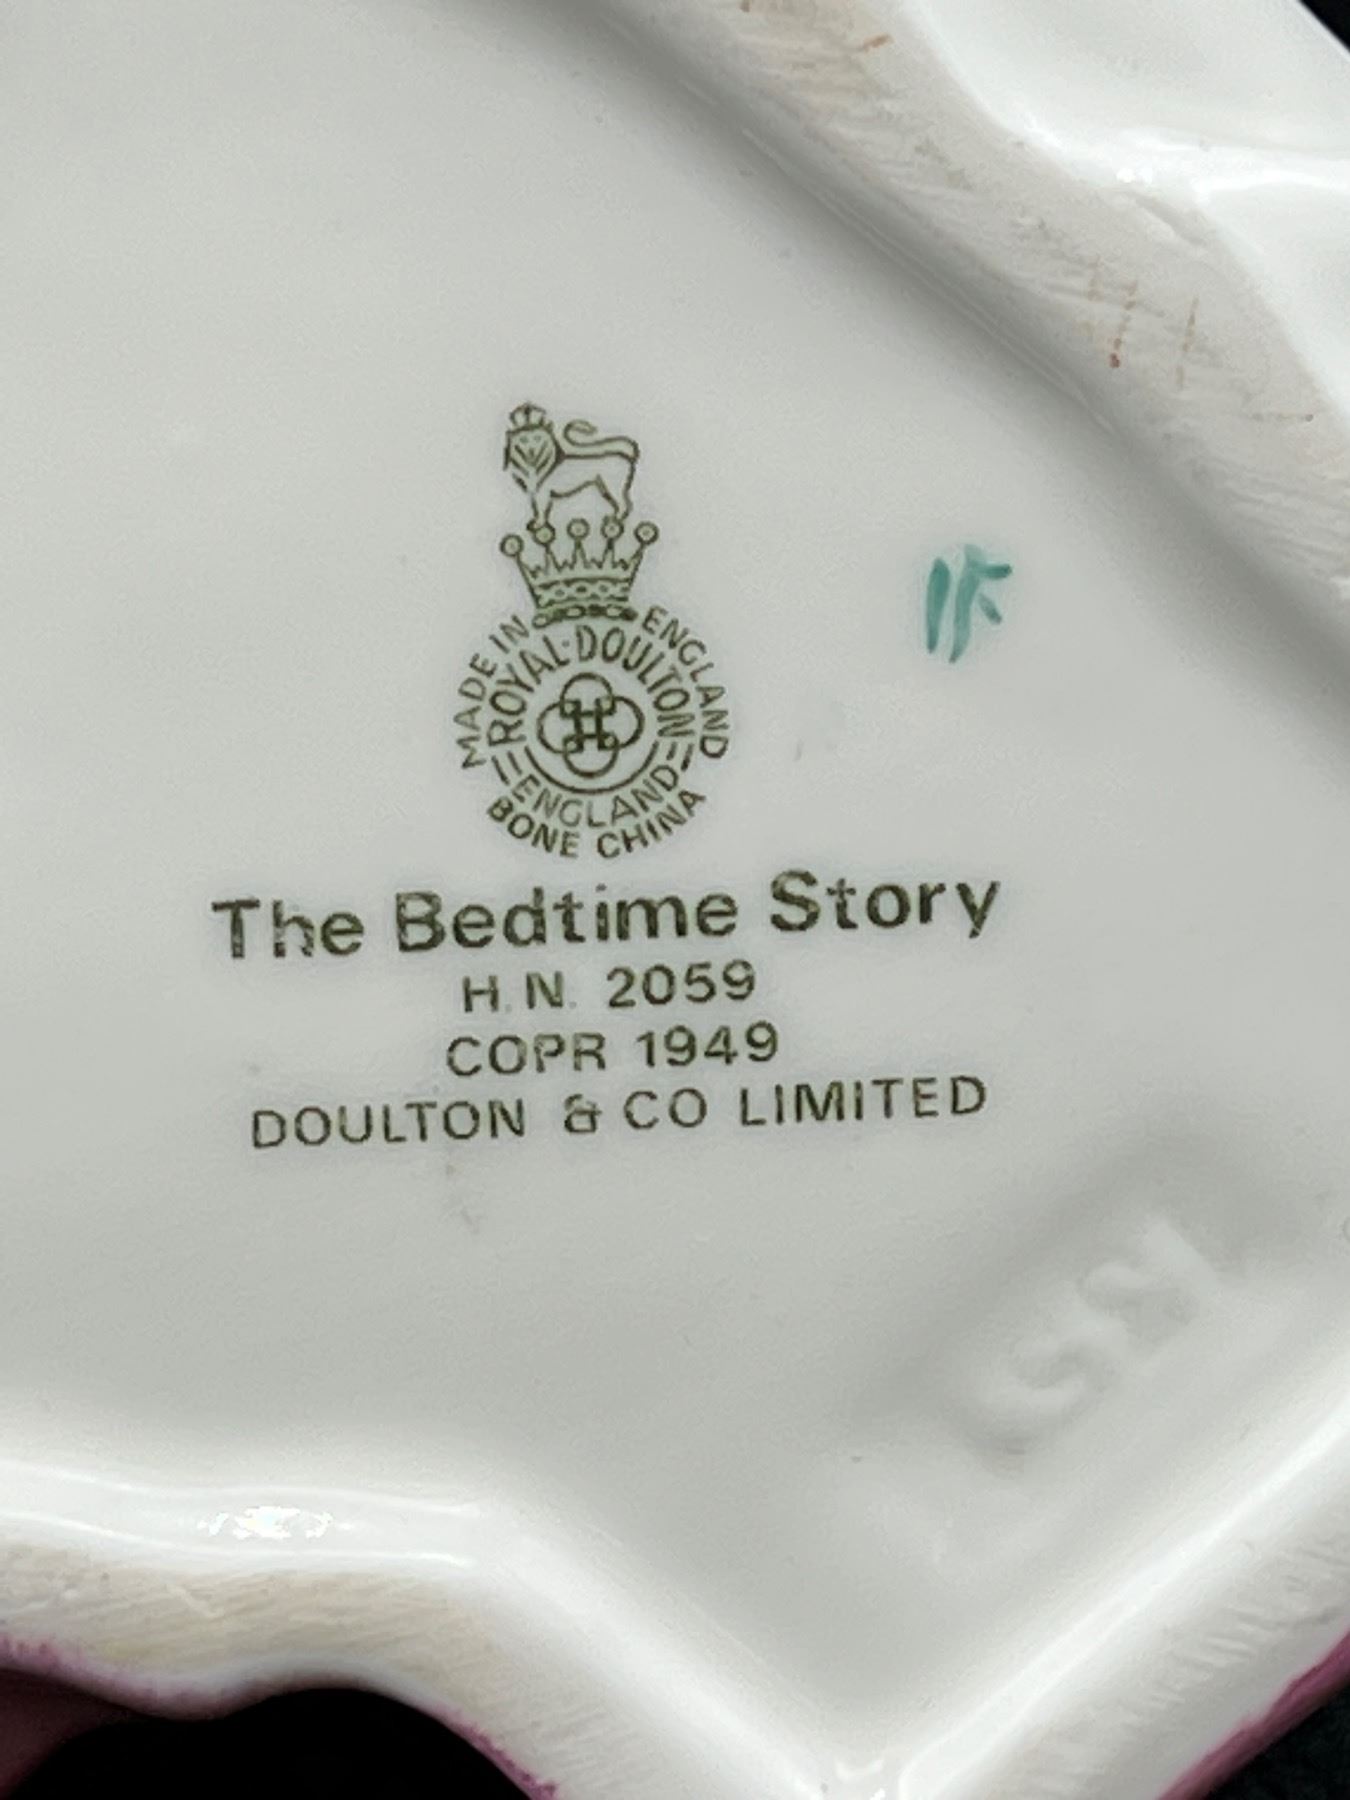 MADE IN ENGLAND
ROYAL·DOULTON
ENGLAND
BONE CHINA
The Bedtime Story
H.N. 2059
COPR 1949
DOULTON & CO LIMITED